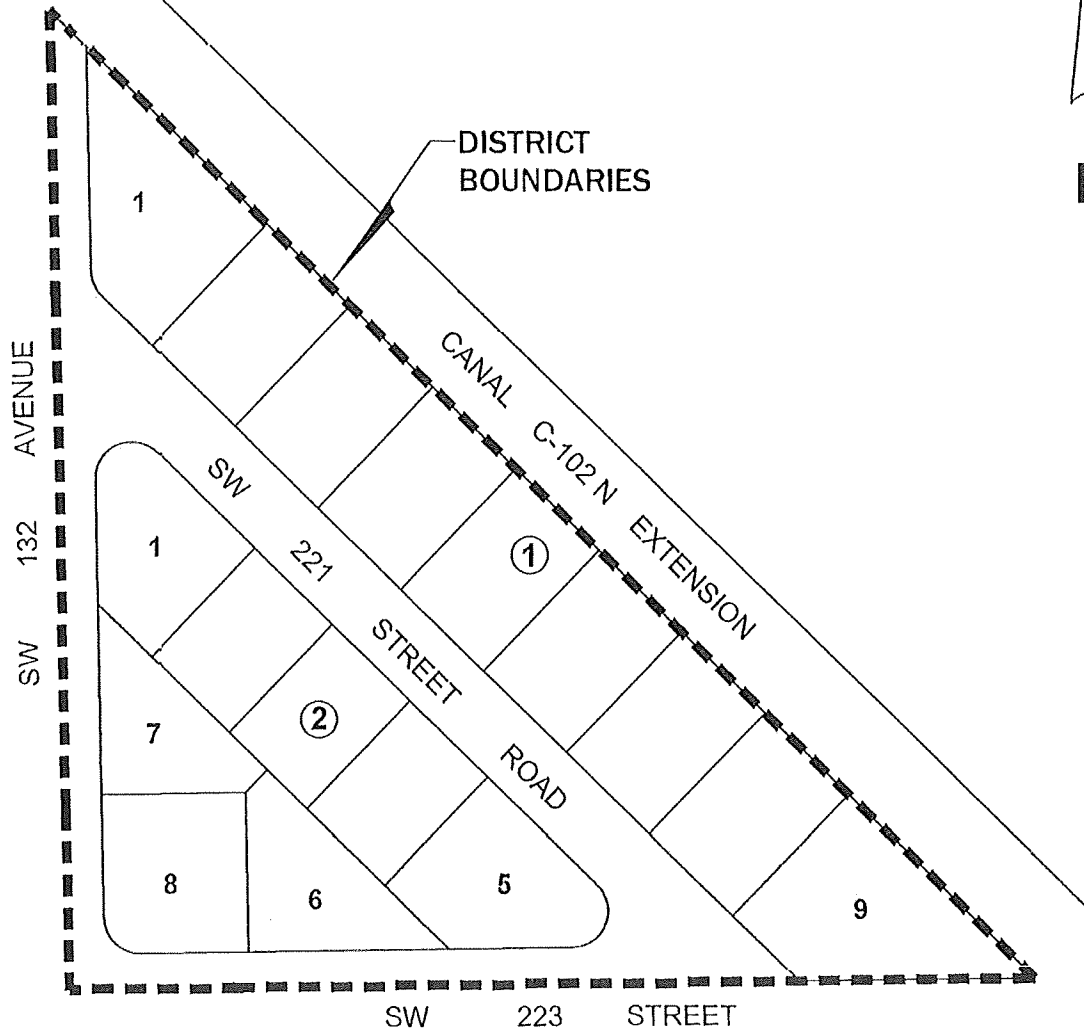 DISTRICT
BOUNDARIES
1
CANAL C-102 N EXTENSION
SW 132 AVENUE
SW 221 STREET ROAD
1
1
2
7
8
6
5
9
SW 223 STREET